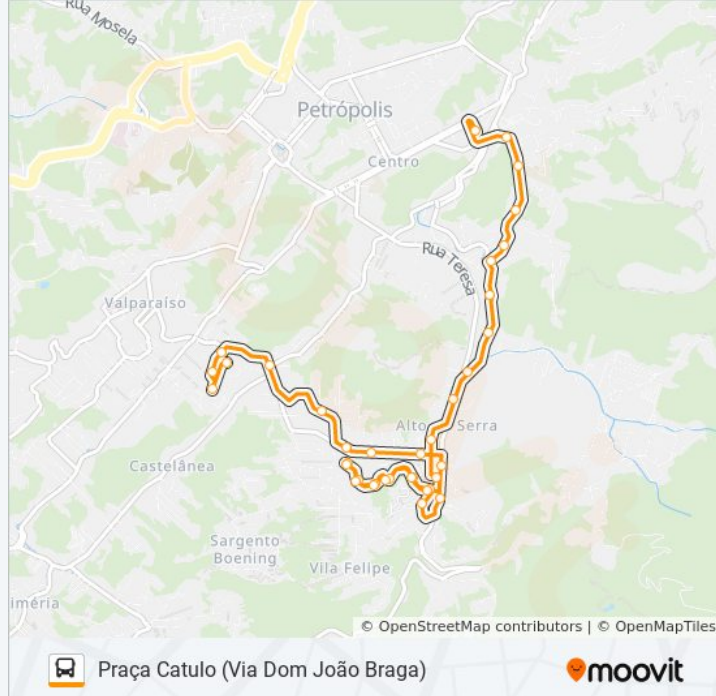 Rua Mosela
Petrópolis
Centro
Rua Teresa
Valparaíso
Alto Serra
Castelânea
Sargento
Boening
Vila Felipe
iméria
© OpenStreetMap contributors | © OpenMapTiles
Praça Catulo (Via Dom João Braga)
moovit